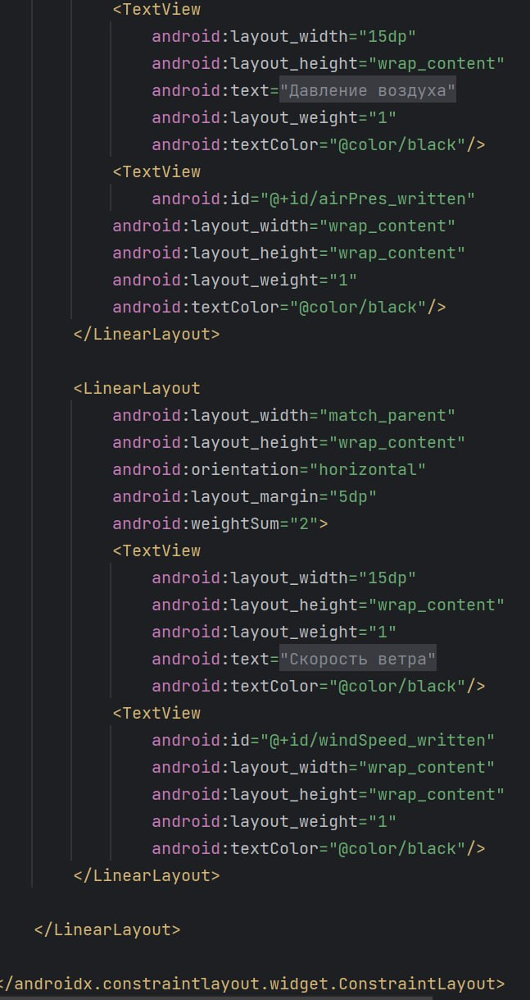 <TextView
android:layout_width="15dp"
android:layout_height="wrap_content"
android:text="Давление воздуха"
android:layout_weight="1"
android:textColor="@color/black"/>
<TextView
android:id="@+id/airPres_written"
android:layout_width="wrap_content"
android:layout_height="wrap_content"
android:layout_weight="1"
android:textColor="@color/black"/>
</LinearLayout>
<LinearLayout
android:layout_width="match_parent"
android:layout_height="wrap_content"
android:orientation="horizontal"
android:layout_margin="5dp"
android:weightSum="2">
<TextView
android:layout_width="15dp"
android:layout_height="wrap_content"
android:layout_weight="1"
android:text="Скорость ветра"
android:textColor="@color/black"/>
<TextView
android:id="@+id/windSpeed_written"
android:layout_width="wrap_content"
android:layout_height="wrap_content"
android:layout_weight="1"
android:textColor="@color/black"/>
</LinearLayout>
</LinearLayout>
</androidx.constraintlayout.widget.ConstraintLayout>